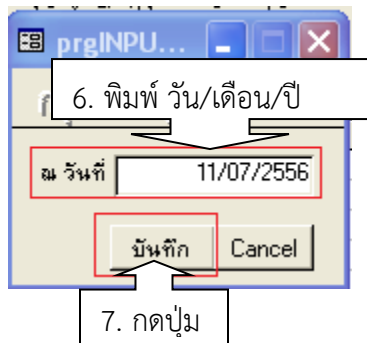 prgINPU...
6. พิมพ์ วัน/เดือน/ปี
ณ วันที่ 11/07/2556
บันทึก Cancel
7. กดปุ่ม